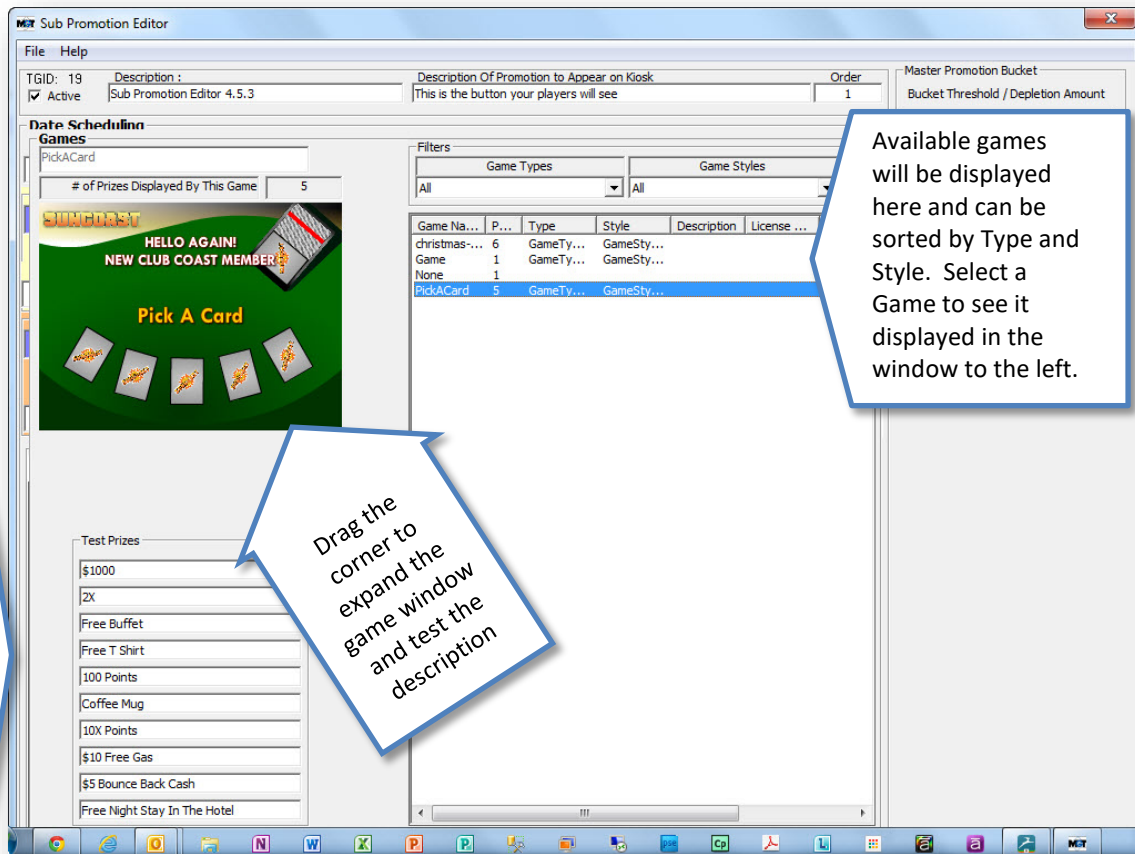 MGT Sub Promotion Editor
X
File Help
TGID: 19
Description :
Description Of Promotion to Appear on Kiosk
Order
Master Promotion Bucket
Active
Sub Promotion Editor 4.5.3
This is the button your players will see
1
Bucket Threshold / Depletion Amount
Date Scheduling
Games
PickACard
# of Prizes Displayed By This Game 5
SUNCOAST
HELLO AGAIN!
NEW CLUB COAST MEMBER
Pick A Card
Filters
Game Types
Game Styles
All
All
Game Na... P... Type Style Description License ...
christmas-... 6 GameTy... GameSty...
Game 1 GameTy... GameSty...
None 1
PickACard 5 GameTy... GameSty...
Available games
will be displayed
here and can be
sorted by Type and
Style. Select a
Game to see it
displayed in the
window to the left.
Drag the
corner to
expand the
game window
and test the
description
Test Prizes
$1000
2X
Free Buffet
Free T Shirt
100 Points
Coffee Mug
10X Points
$10 Free Gas
$5 Bounce Back Cash
Free Night Stay In The Hotel